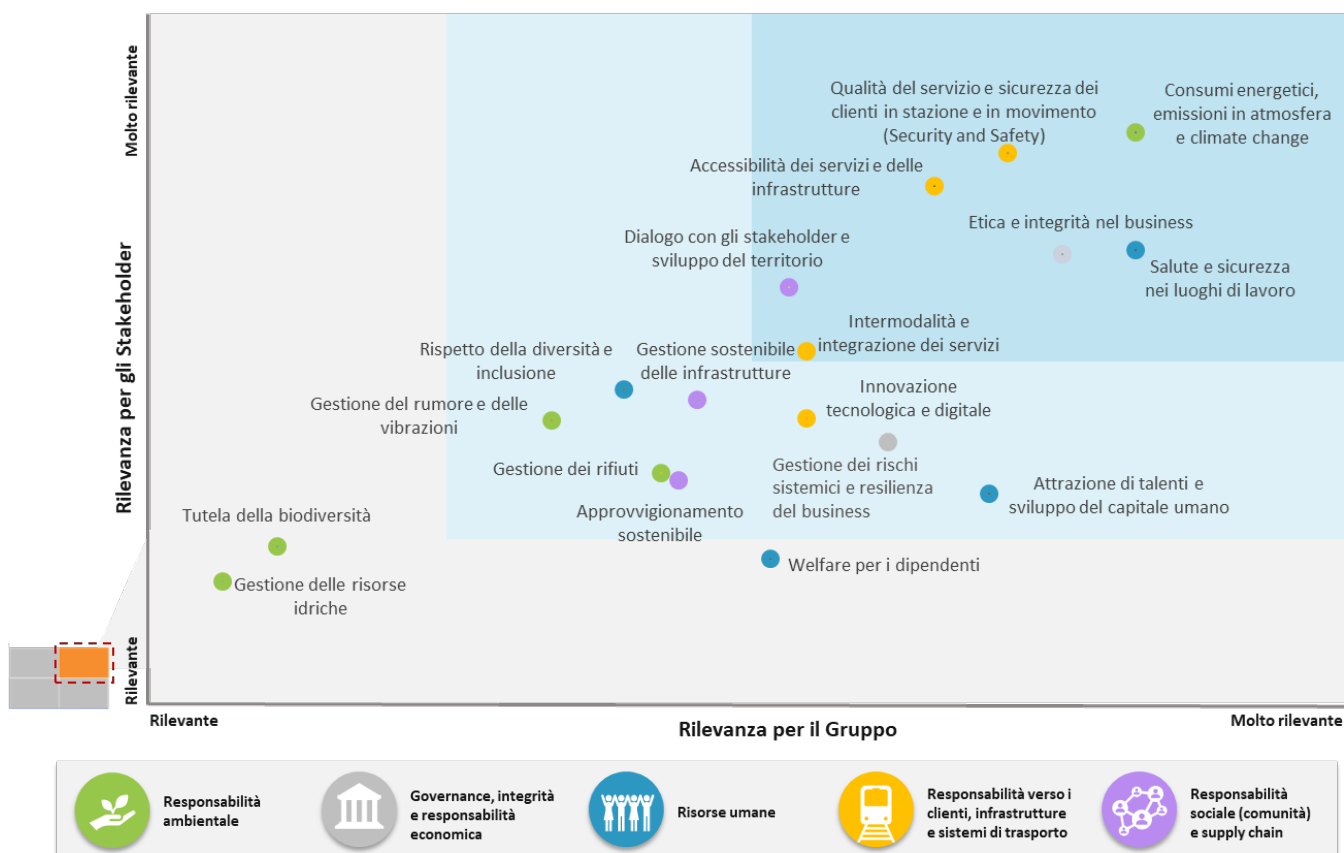 Molto rilevante
Rilevanza per gli Stakeholder
Rilevante
Qualità del servizio e sicurezza dei
clienti in stazione e in movimento
(Security and Safety)
Consumi energetici,
emissioni in atmosfera
e climate change
Accessibilità dei servizi e delle
infrastrutture
Etica e integrità nel business
Dialogo con gli stakeholder e
sviluppo del territorio
Salute e sicurezza
nei luoghi di lavoro
Intermodalità e
integrazione dei servizi
Rispetto della diversità e
inclusione
Gestione sostenibile
delle infrastrutture
Innovazione
tecnologica e digitale
Gestione del rumore e delle
vibrazioni
Gestione dei rifiuti
Gestione dei rischi
sistemici e resilienza
del business
Attrazione di talenti e
sviluppo del capitale umano
Approvvigionamento
sostenibile
Tutela della biodiversità
Welfare per i dipendenti
Gestione delle risorse
idriche
Rilevante
Rilevanza per il Gruppo
Molto rilevante
Responsabilità
ambientale
Governance, integrità
e responsabilità
economica
Risorse umane
Responsabilità verso i
clienti, infrastrutture
e sistemi di trasporto
Responsabilità
sociale (comunità)
e supply chain